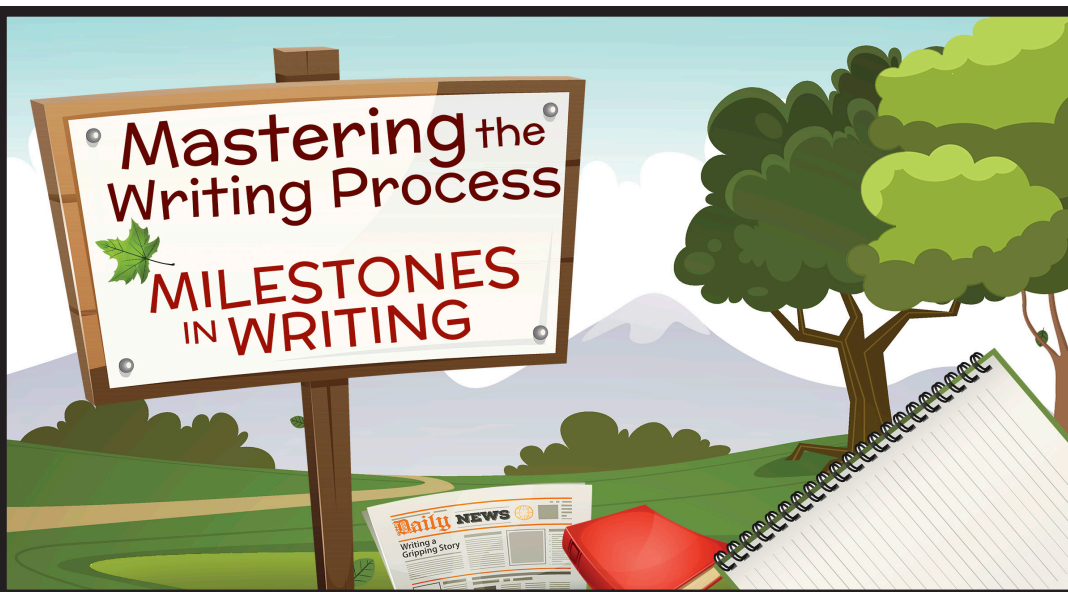 Mastering the
Writing Process
MILESTONES
IN WRITING
Daily NEWS
Writing a
Gripping Story